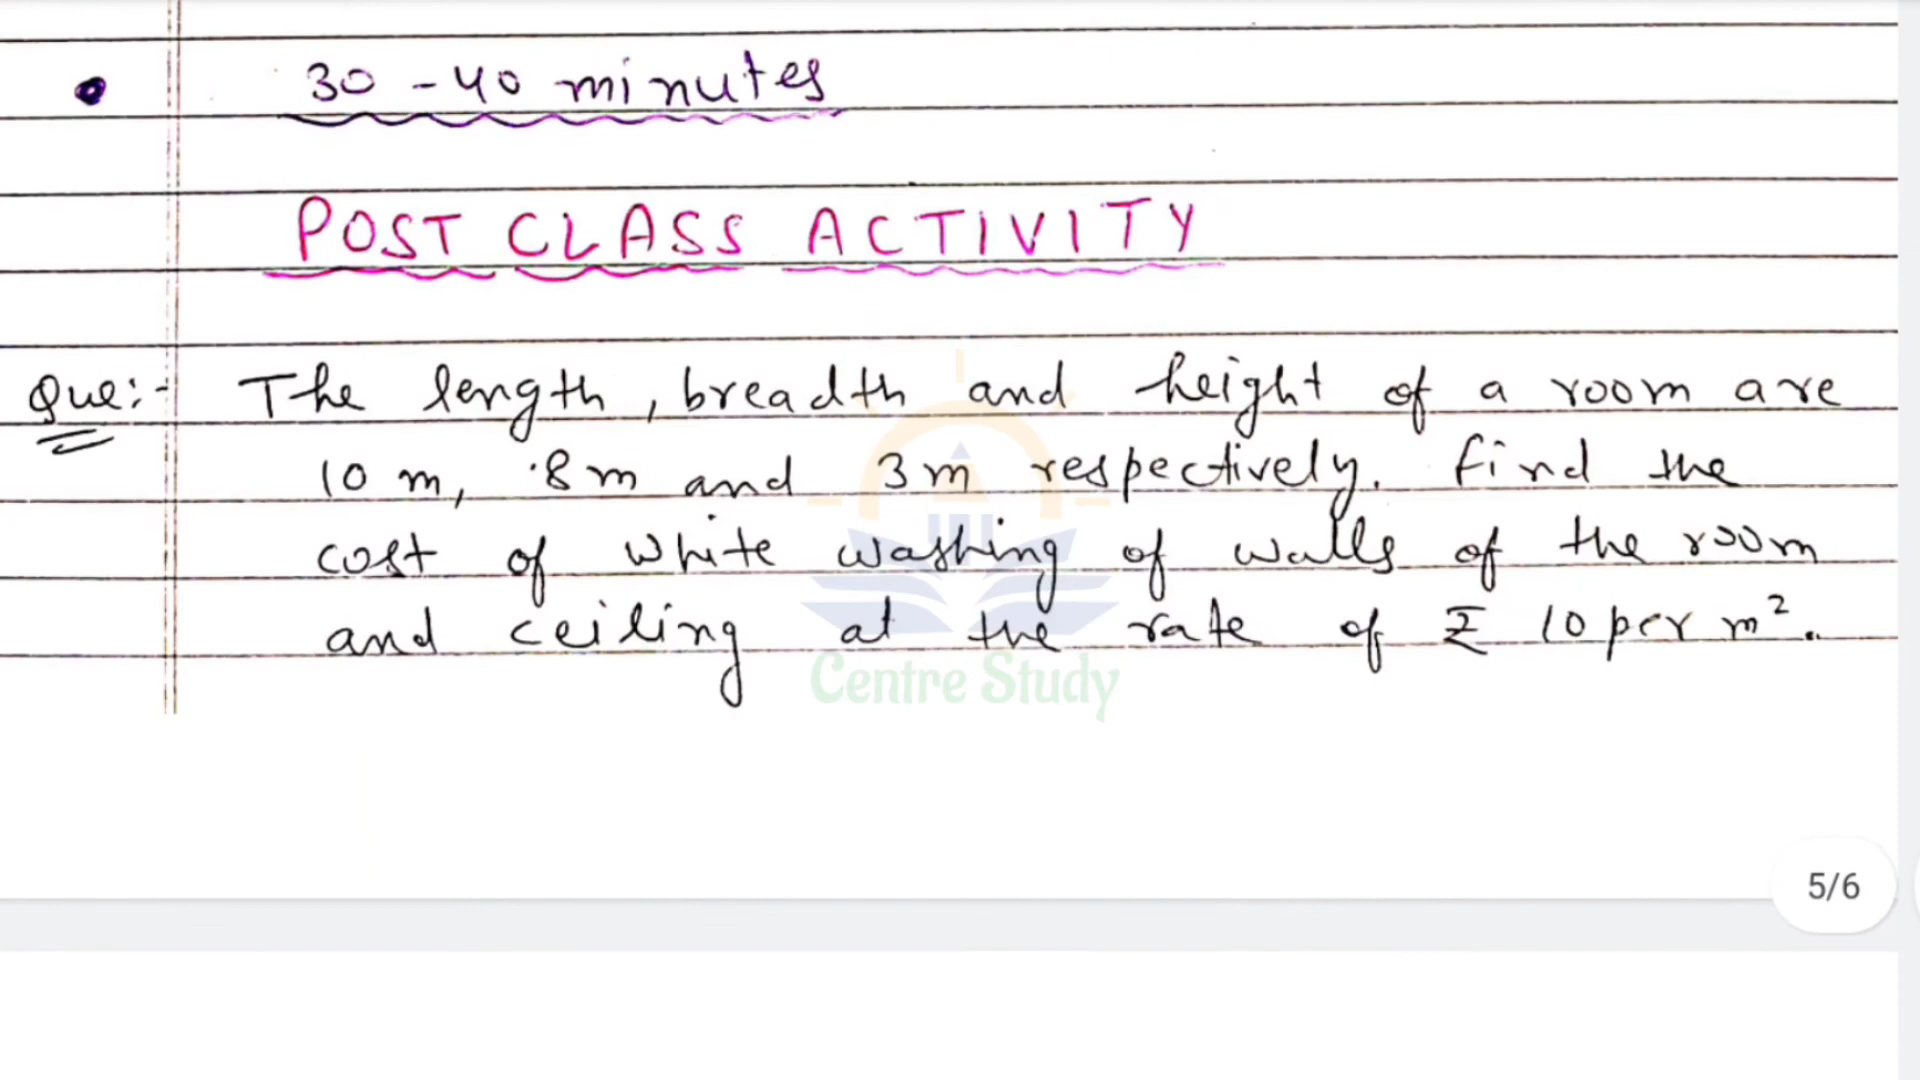 30 - 40 minutes
POST CLASS ACTIVITY
Que:- The length, breadth and height of a room are
10 m, 8m and 3m respectively. Find the
cost of white washing of walls of the room
and ceiling at the rate of ₹ 10 per m².
Centre Study
5/6